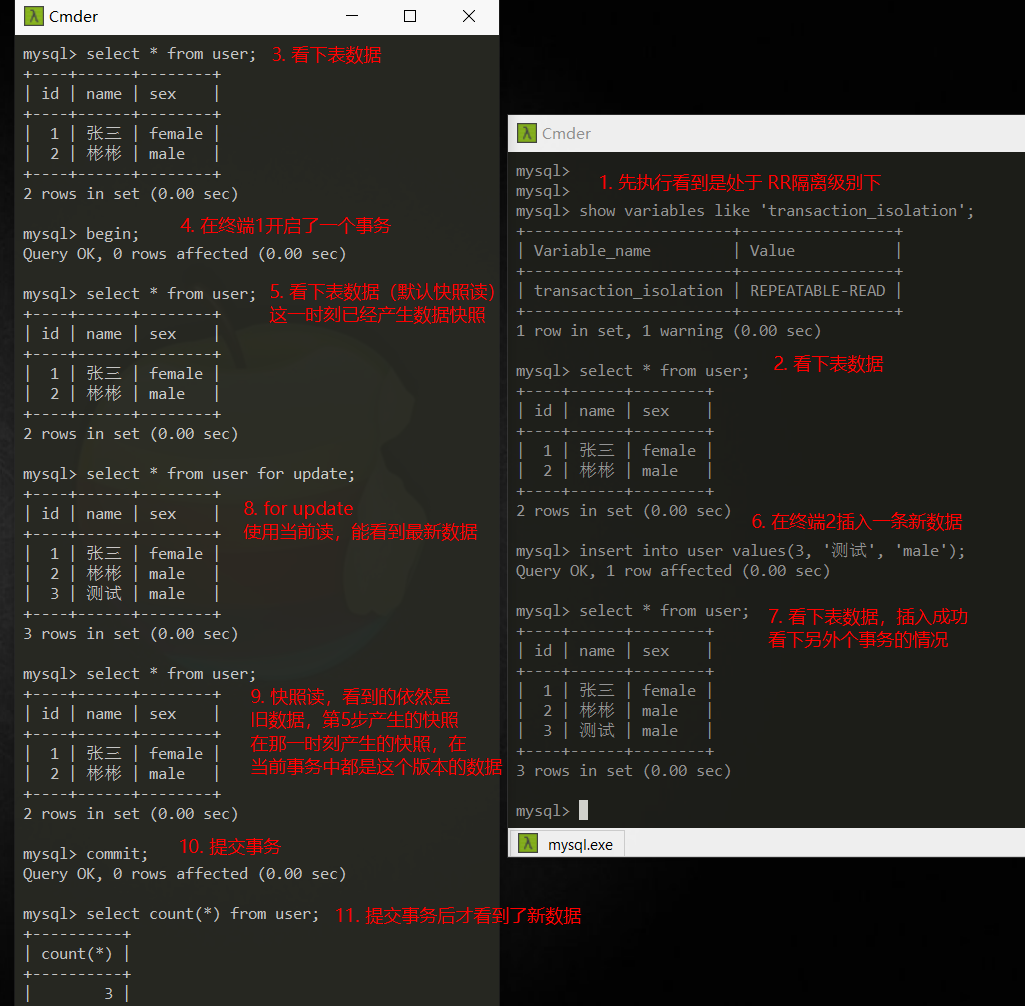 Cmder
mysql> select * from user; 3. 看下表数据
+----+------+--------+
| id | name | sex    |
+----+------+--------+
|  1 | 张三 | female |
|  2 | 彬彬 | male   |
+----+------+--------+
2 rows in set (0.00 sec)
4. 在终端1开启了一个事务
mysql> begin;
Query OK, 0 rows affected (0.00 sec)
mysql> select * from user; 5. 看下表数据（默认快照读）
这一时刻已经产生数据快照
+----+------+--------+
| id | name | sex    |
+----+------+--------+
|  1 | 张三 | female |
|  2 | 彬彬 | male   |
+----+------+--------+
2 rows in set (0.00 sec)
mysql> select * from user for update;
+----+------+--------+
| id | name | sex    |
+----+------+--------+
|  1 | 张三 | female |
|  2 | 彬彬 | male   |
|  3 | 测试 | male   |
+----+------+--------+
3 rows in set (0.00 sec)
8. for update
使用当前读，能看到最新数据
mysql> select * from user;
+----+------+--------+
| id | name | sex    |
+----+------+--------+
|  1 | 张三 | female |
|  2 | 彬彬 | male   |
+----+------+--------+
2 rows in set (0.00 sec)
9. 快照读，看到的依然是
旧数据，第5步产生的快照
在那一时刻产生的快照，在
当前事务中都是这个版本的数据
10. 提交事务
mysql> commit;
Query OK, 0 rows affected (0.00 sec)
mysql> select count(*) from user; 11. 提交事务后才看到了新数据
+----------+
| count(*) |
+----------+
|        3 |
Cmder
mysql>
mysql>
1. 先执行看到是处于 RR隔离级别下
mysql> show variables like 'transaction_isolation';
+-----------------------+-----------------+
| Variable_name         | Value           |
+-----------------------+-----------------+
| transaction_isolation | REPEATABLE-READ |
+-----------------------+-----------------+
1 row in set, 1 warning (0.00 sec)
mysql> select * from user; 2. 看下表数据
+----+------+--------+
| id | name | sex    |
+----+------+--------+
|  1 | 张三 | female |
|  2 | 彬彬 | male   |
+----+------+--------+
2 rows in set (0.00 sec)
6. 在终端2插入一条新数据
mysql> insert into user values(3, '测试', 'male');
Query OK, 1 row affected (0.00 sec)
mysql> select * from user; 7. 看下表数据，插入成功
看下另外个事务的情况
+----+------+--------+
| id | name | sex    |
+----+------+--------+
|  1 | 张三 | female |
|  2 | 彬彬 | male   |
|  3 | 测试 | male   |
+----+------+--------+
3 rows in set (0.00 sec)
mysql>
mysql.exe